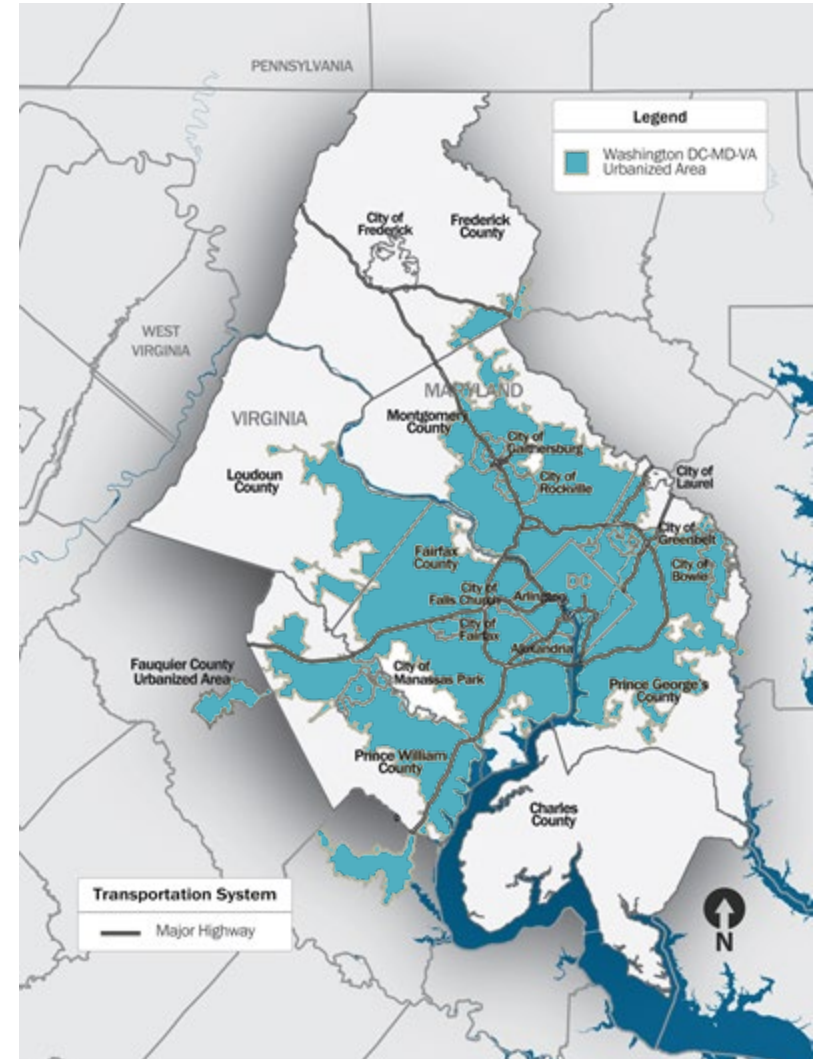 PENNSYLVANIA
Legend
Washington DC-MD-VA
Urbanized Area
City of
Frederick
Frederick
County
WEST
VIRGINIA
MARYLAND
VIRGINIA
Montgomery
County
City of
Gaithersburg
City of
Rockville
City of
Laurel
Loudoun
County
City of
Greenbelt
Fairfax
County
City of
Bowie
DC
City of
Falls Church
Arlington
City of
Fairfax
Alexandria
Fauquier County
Urbanized Area
City of
Manassas Park
Prince George's
County
Prince William
County
Charles
County
Transportation System
Major Highway
N